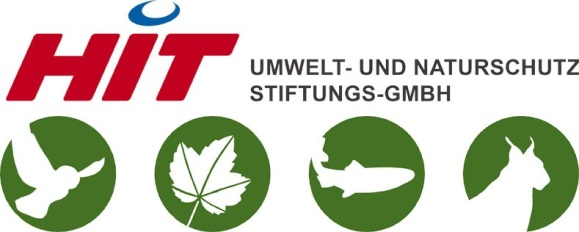 HIT
UMWELT- UND NATURSCHUTZ
STIFTUNGS-GMBH